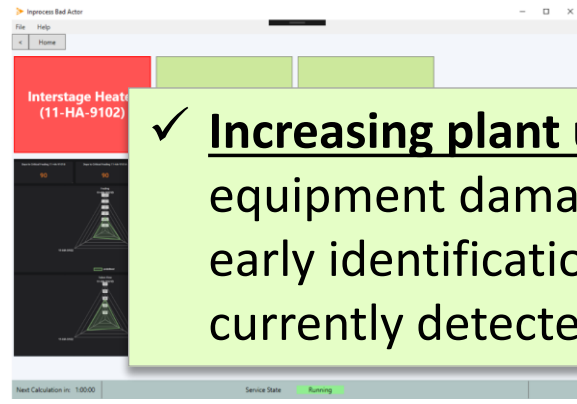 Inprocess Bad Actor
File Help
< Home
Interstage Heate
(11-HA-9102)
90 90
✓ Increasing plant u
equipment dama
early identificatio
currently detecte
Next Calculation in: 1:00:00 Service State Running